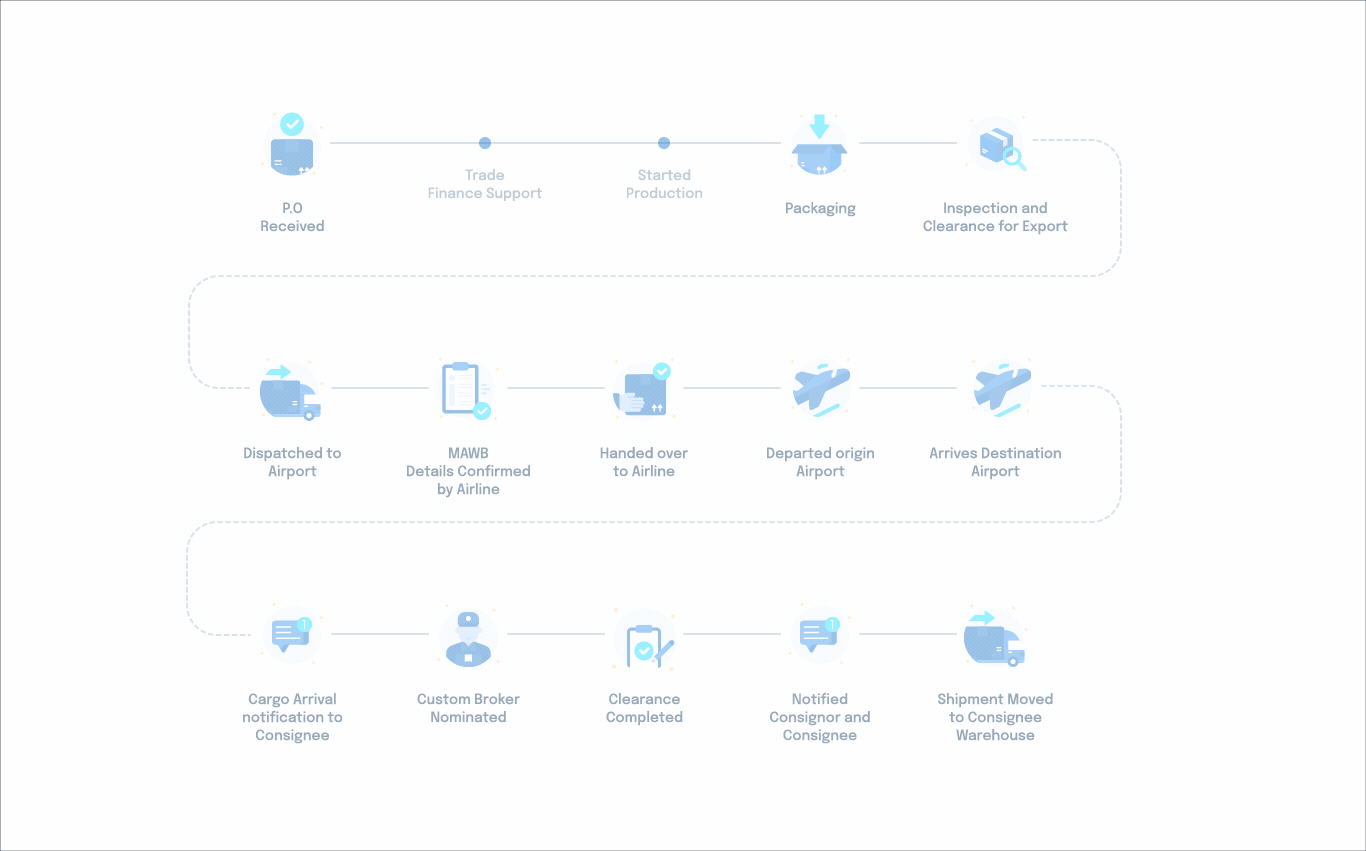 P.O
Received
Trade
Finance Support
Started
Production
Packaging
Inspection and
Clearance for Export
Dispatched to
Airport
MAWB
Details Confirmed
by Airline
Handed over
to Airline
Departed origin
Airport
Arrives Destination
Airport
1
Cargo Arrival
notification to
Consignee
Custom Broker
Nominated
Clearance
Completed
1
Notified
Consignor and
Consignee
Shipment Moved
to Consignee
Warehouse